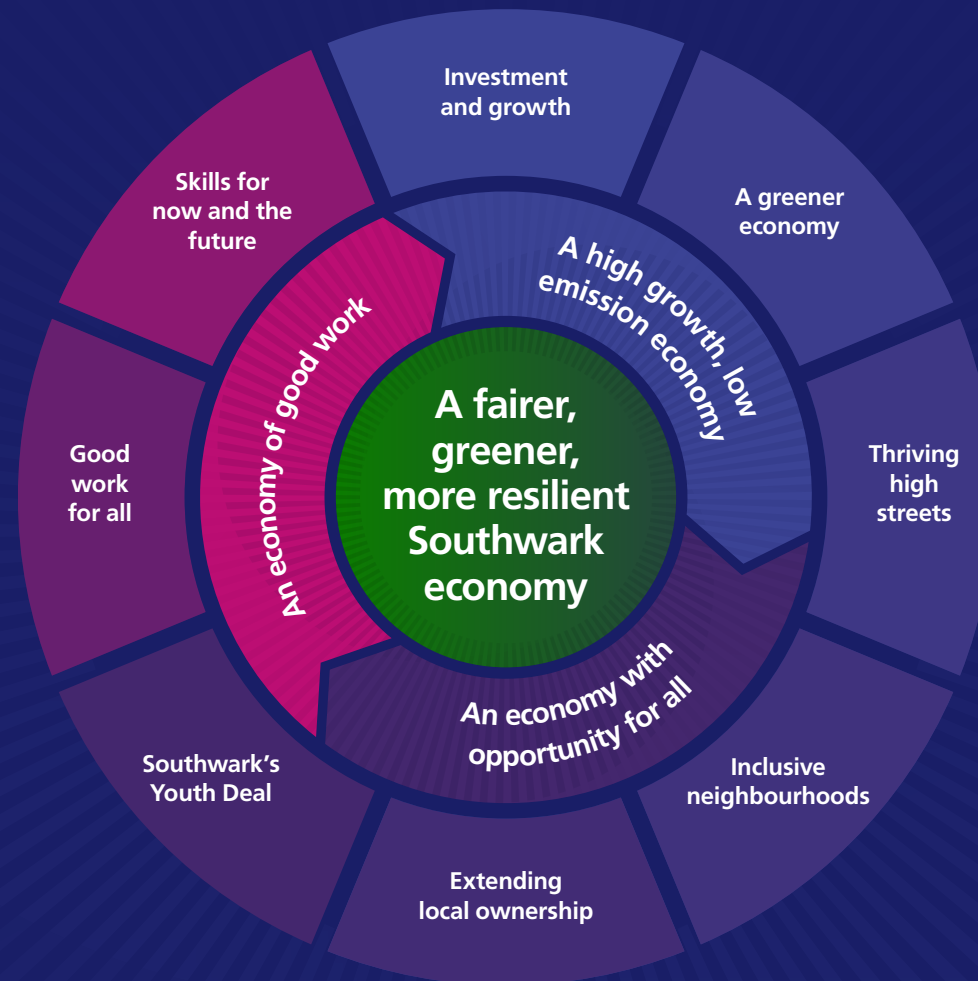 Investment
and growth
A greener
economy
Thriving
high
streets
Inclusive
neighbourhoods
Extending
local ownership
Southwark's
Youth Deal
Good
work
for all
Skills for
now and the
future
A high growth, low
emission economy
An economy with
opportunity for all
An economy of good work
A fairer,
greener,
more resilient
Southwark
economy